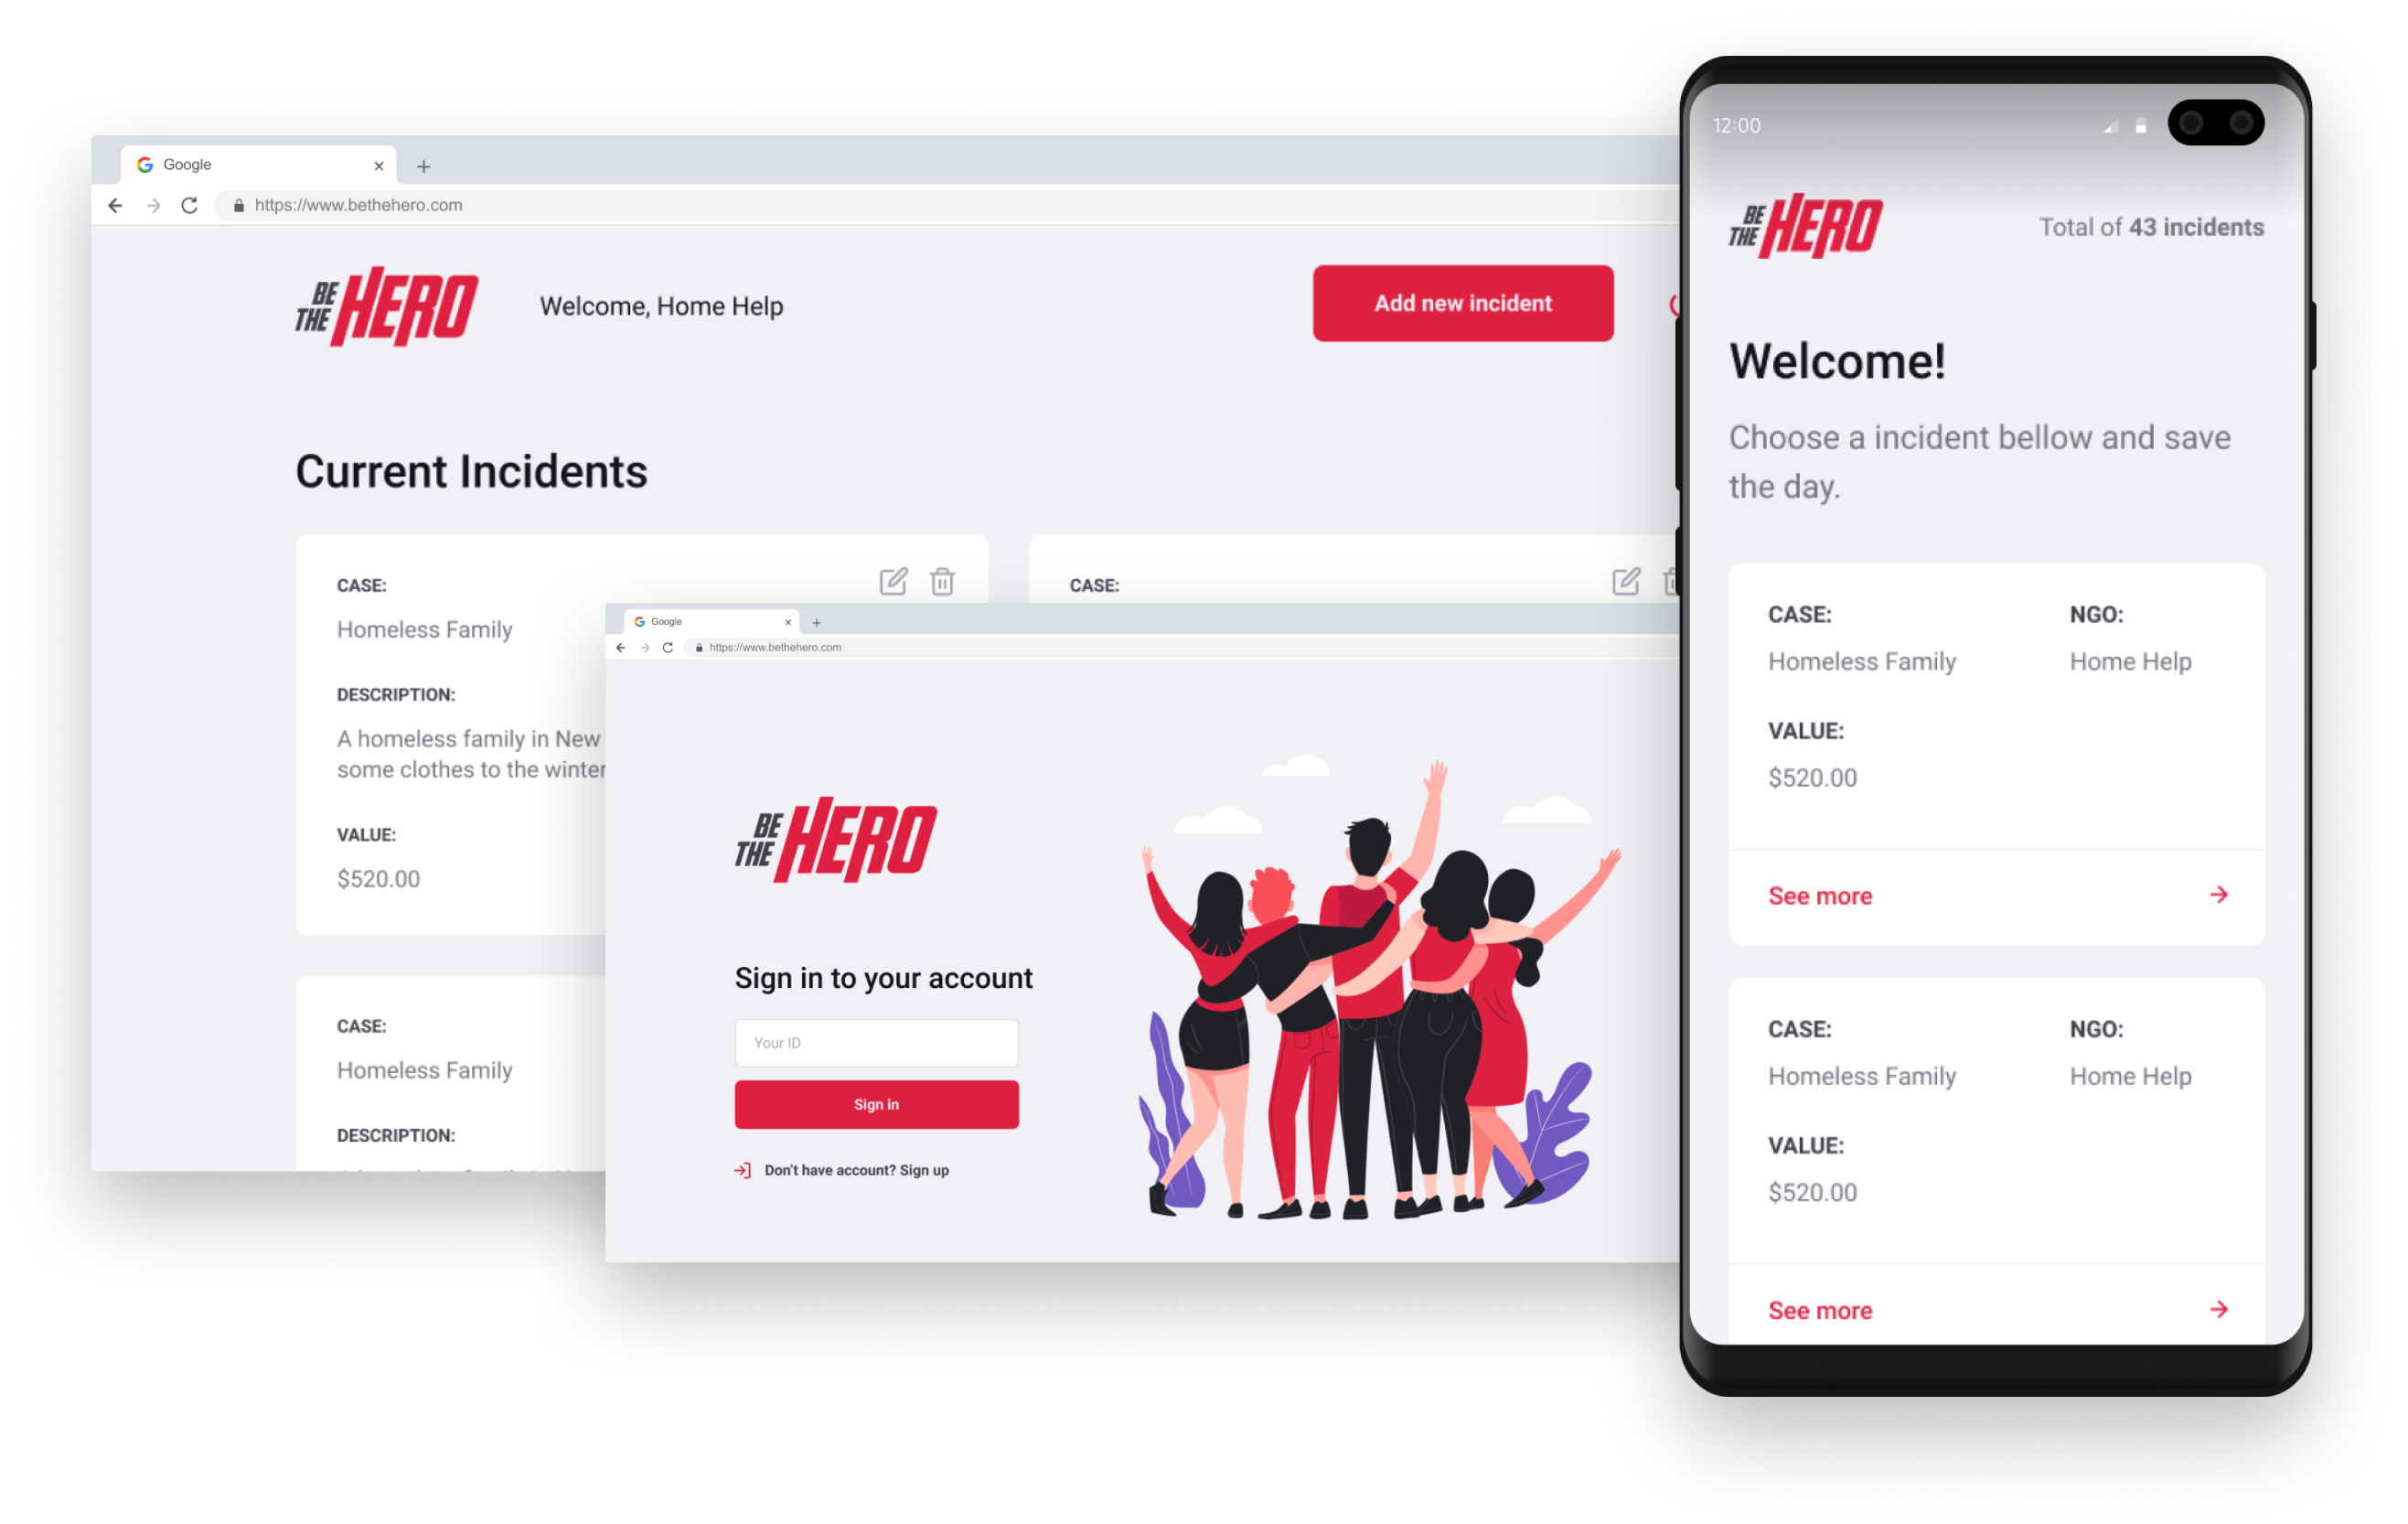 Google
https://www.bethehero.com
BE
THE HERO
Welcome, Home Help
Add new incident
Current Incidents
CASE:
Homeless Family
DESCRIPTION:
A homeless family in New
some clothes to the winter
VALUE:
$520.00
CASE:
CASE:
Homeless Family
DESCRIPTION:
Google
https://www.bethehero.com
BE
THE HERO
Sign in to your account
Your ID
Sign in
Don't have account? Sign up
12:00
BE
THE HERO
Total of 43 incidents
Welcome!
Choose a incident bellow and save
the day.
CASE:
NGO:
Homeless Family
Home Help
VALUE:
$520.00
See more
CASE:
NGO:
Homeless Family
Home Help
VALUE:
$520.00
See more